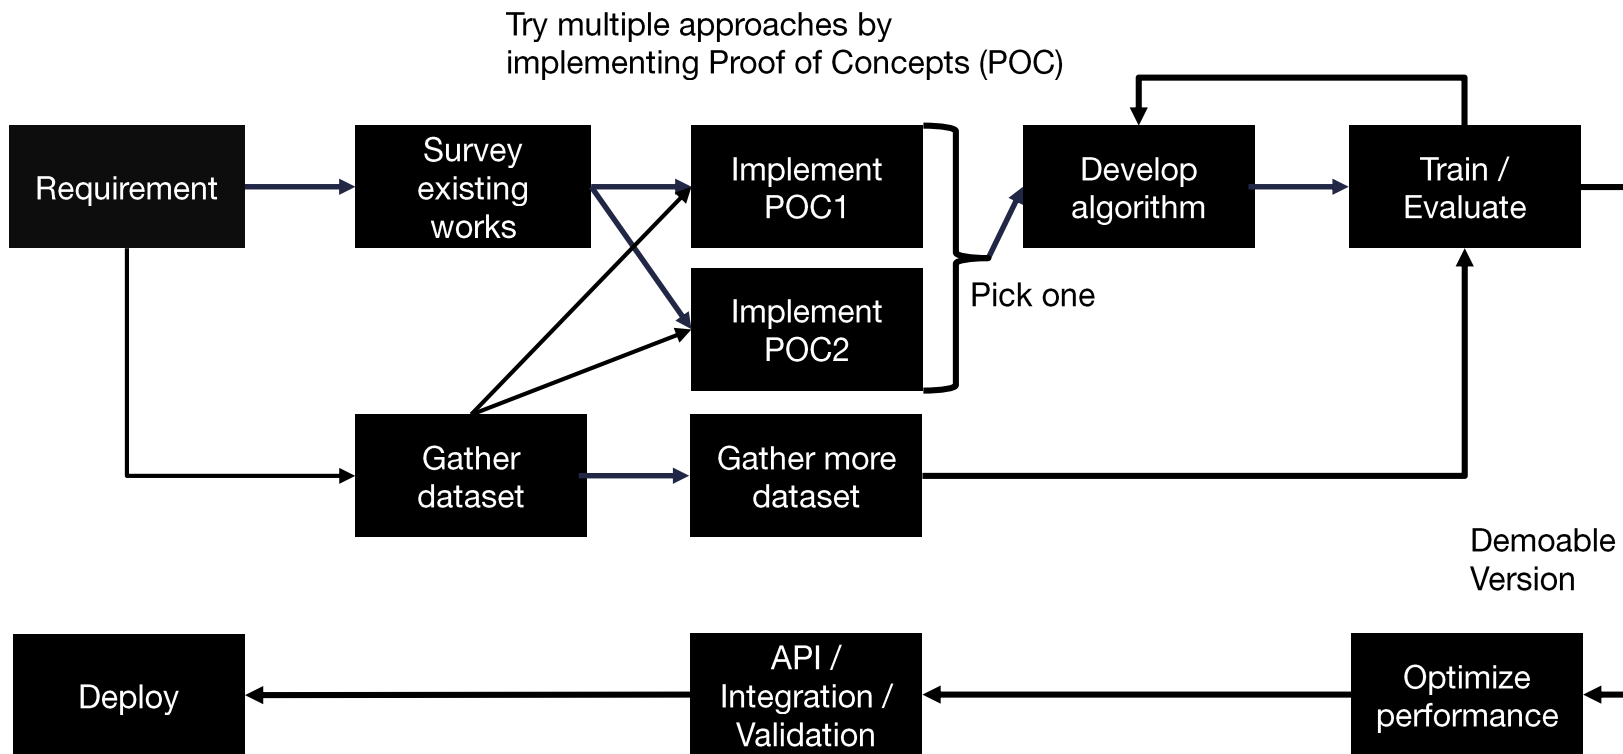 Try multiple approaches by
implementing Proof of Concepts (POC)
Requirement
Survey
existing
works
Implement
POC1
Develop
algorithm
Train /
Evaluate
Implement
POC2
Pick one
Gather
dataset
Gather more
dataset
Demoable
Version
Deploy
API /
Integration /
Validation
Optimize
performance